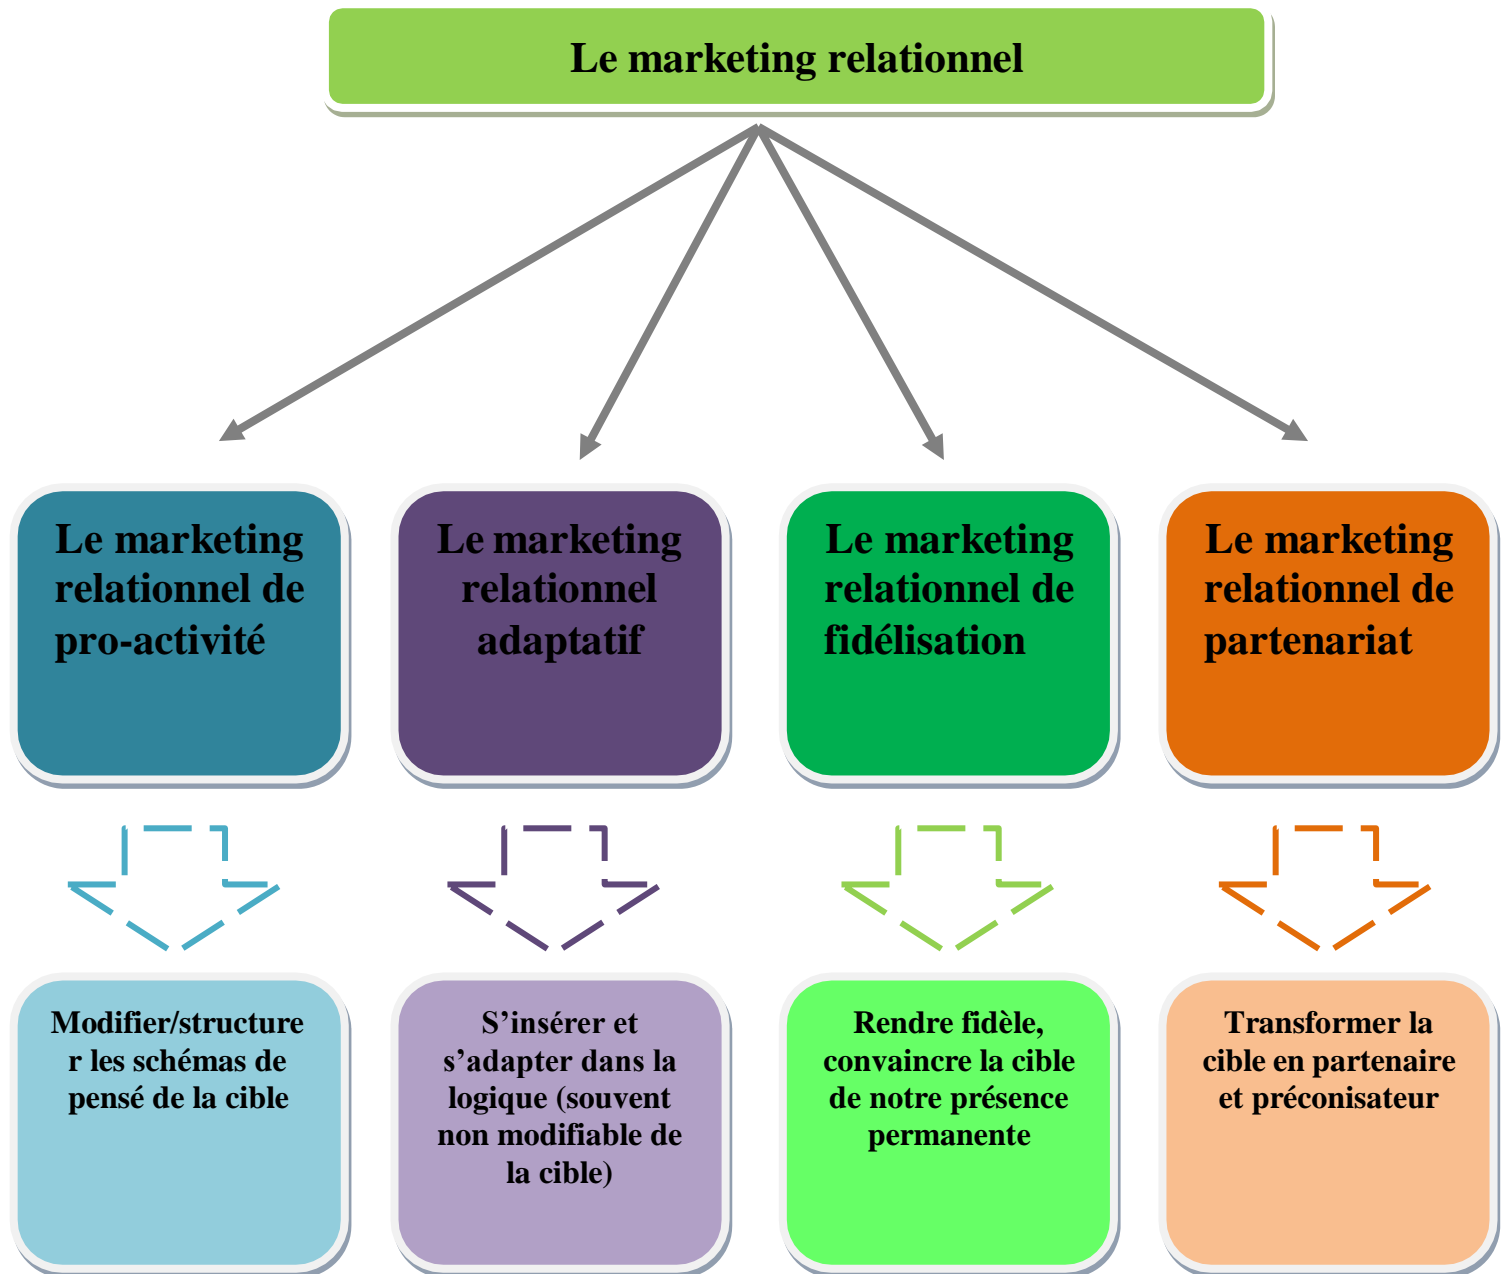 Le marketing relationnel
Le marketing
relationnel de
pro-activité
Le marketing
relationnel
adaptatif
Le marketing
relationnel de
fidélisation
Le marketing
relationnel de
partenariat
Modifier/structure
r les schémas de
pensé de la cible
S’insérer et
s’adapter dans la
logique (souvent
non modifiable de
la cible)
Rendre fidèle,
convaincre la cible
de notre présence
permanente
Transformer la
cible en partenaire
et préconisateur